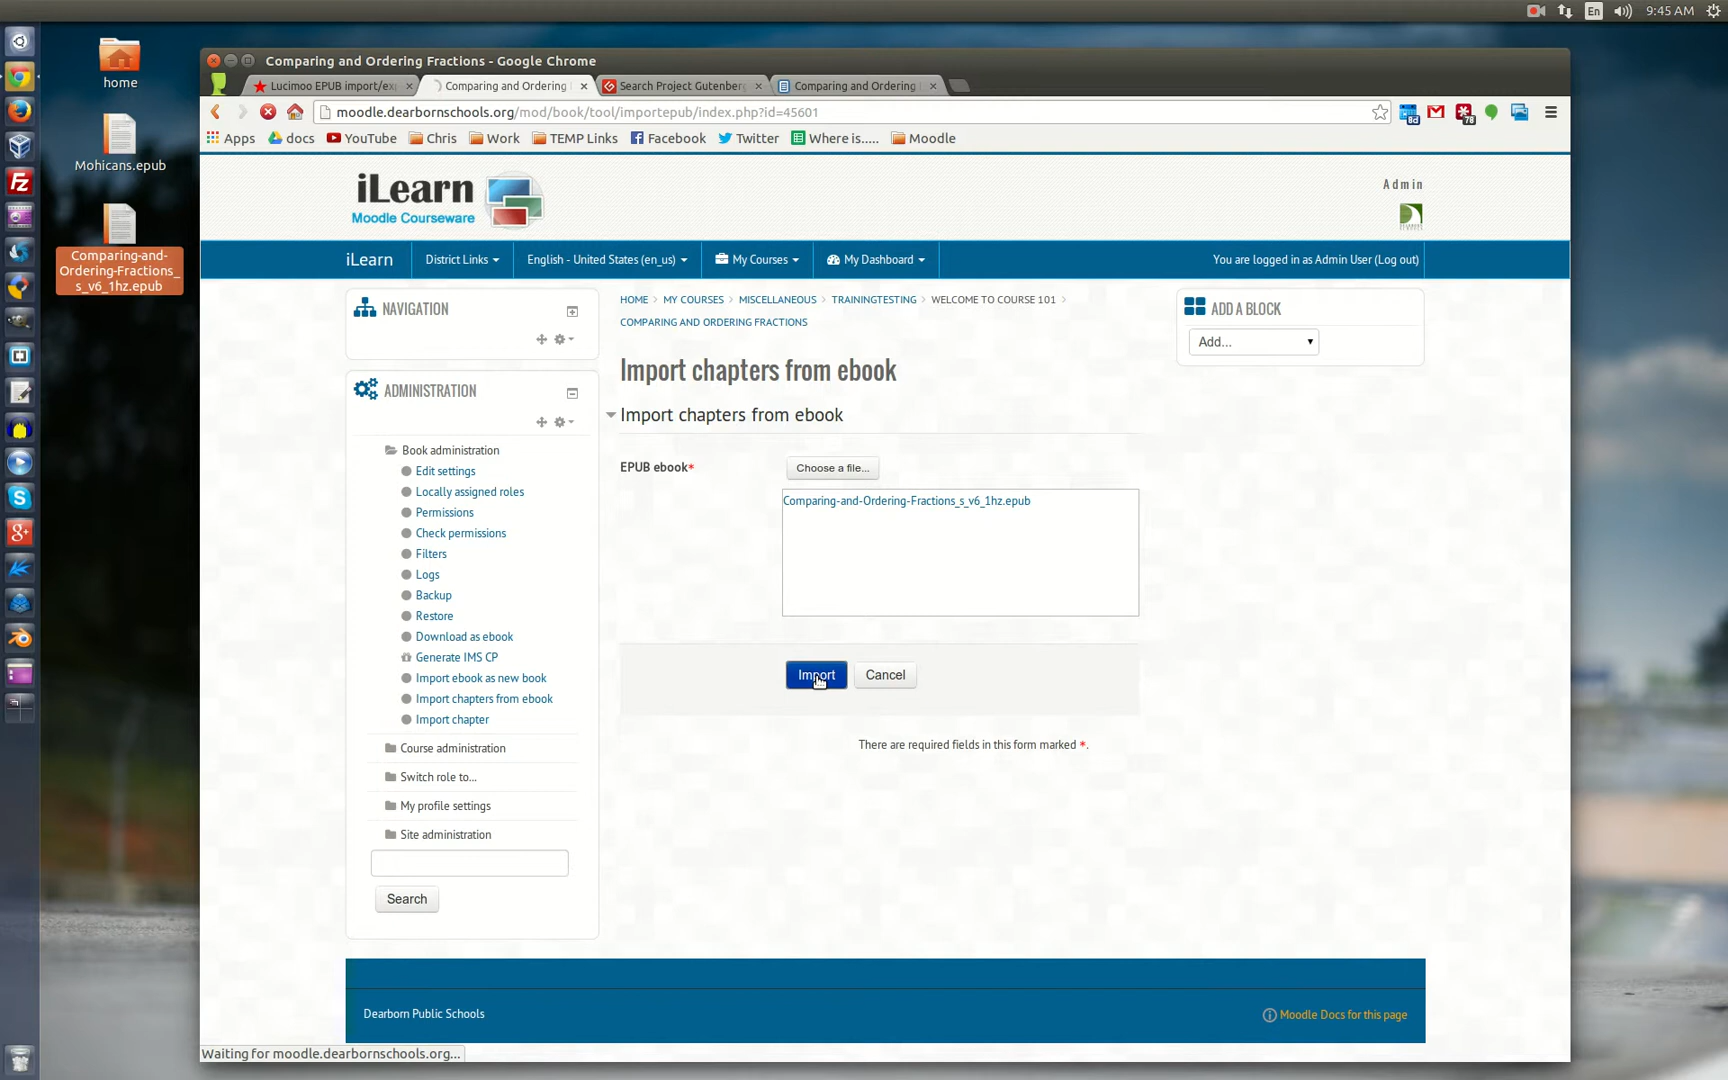 En
9:45 AM
home
Mohicans.epub
Comparing-and-
Ordering-Fractions_
s_v6_1hz.epub
Comparing and Ordering Fractions - Google Chrome
Lucimoo EPUB import/ex
Comparing and Ordering
Search Project Gutenberg
Comparing and Ordering
moodle.dearbornschools.org/mod/book/tool/importepub/index.php?id=45601
8d
78
Apps
docs
YouTube
Chris
Work
TEMP Links
Facebook
Twitter
Where is.....
Moodle
iLearn
Moodle Courseware
Admin
iLearn
District Links
English - United States (en_us)
My Courses
My Dashboard
You are logged in as Admin User (Log out)
NAVIGATION
HOME
MY COURSES
MISCELLANEOUS
TRAININGTESTING
WELCOME TO COURSE 101
COMPARING AND ORDERING FRACTIONS
ADD A BLOCK
Add...
ADMINISTRATION
Book administration
Edit settings
Locally assigned roles
Permissions
Check permissions
Filters
Logs
Backup
Restore
Download as ebook
Generate IMS CP
Import ebook as new book
Import chapters from ebook
Import chapter
Course administration
Switch role to...
My profile settings
Site administration
Search
Import chapters from ebook
Import chapters from ebook
EPUB ebook*
Choose a file...
Comparing-and-Ordering-Fractions_s_v6_1hz.epub
Import
Cancel
There are required fields in this form marked *.
Dearborn Public Schools
Moodle Docs for this page
Waiting for moodle.dearbornschools.org...